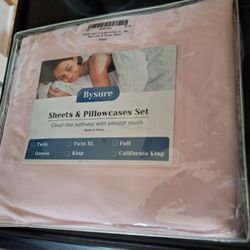 Bysure
Sheets & Pillowcases Set
Cloud-like softness with smooth touch
Made in China
Twin Twin XL Full
Queen King California King